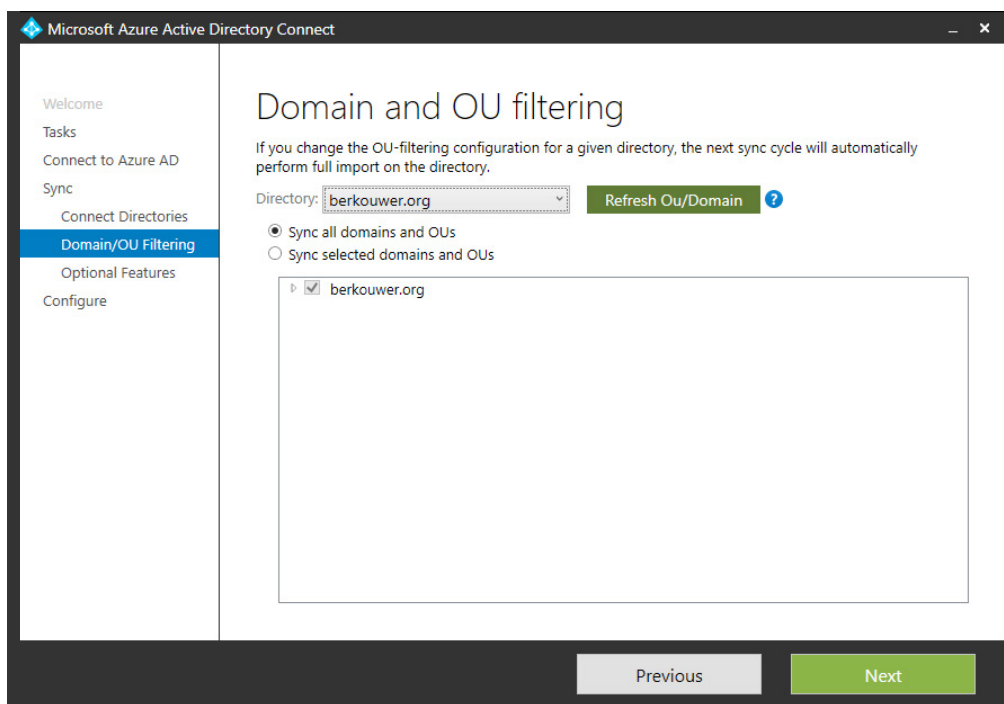 Microsoft Azure Active Directory Connect
Welcome
Tasks
Connect to Azure AD
Sync
Connect Directories
Domain/OU Filtering
Optional Features
Configure
Domain and OU filtering
If you change the OU-filtering configuration for a given directory, the next sync cycle will automatically
perform full import on the directory.
Directory: berkouwer.org Refresh Ou/Domain ?
Sync all domains and OUs
Sync selected domains and OUs
berkouwer.org
Previous Next